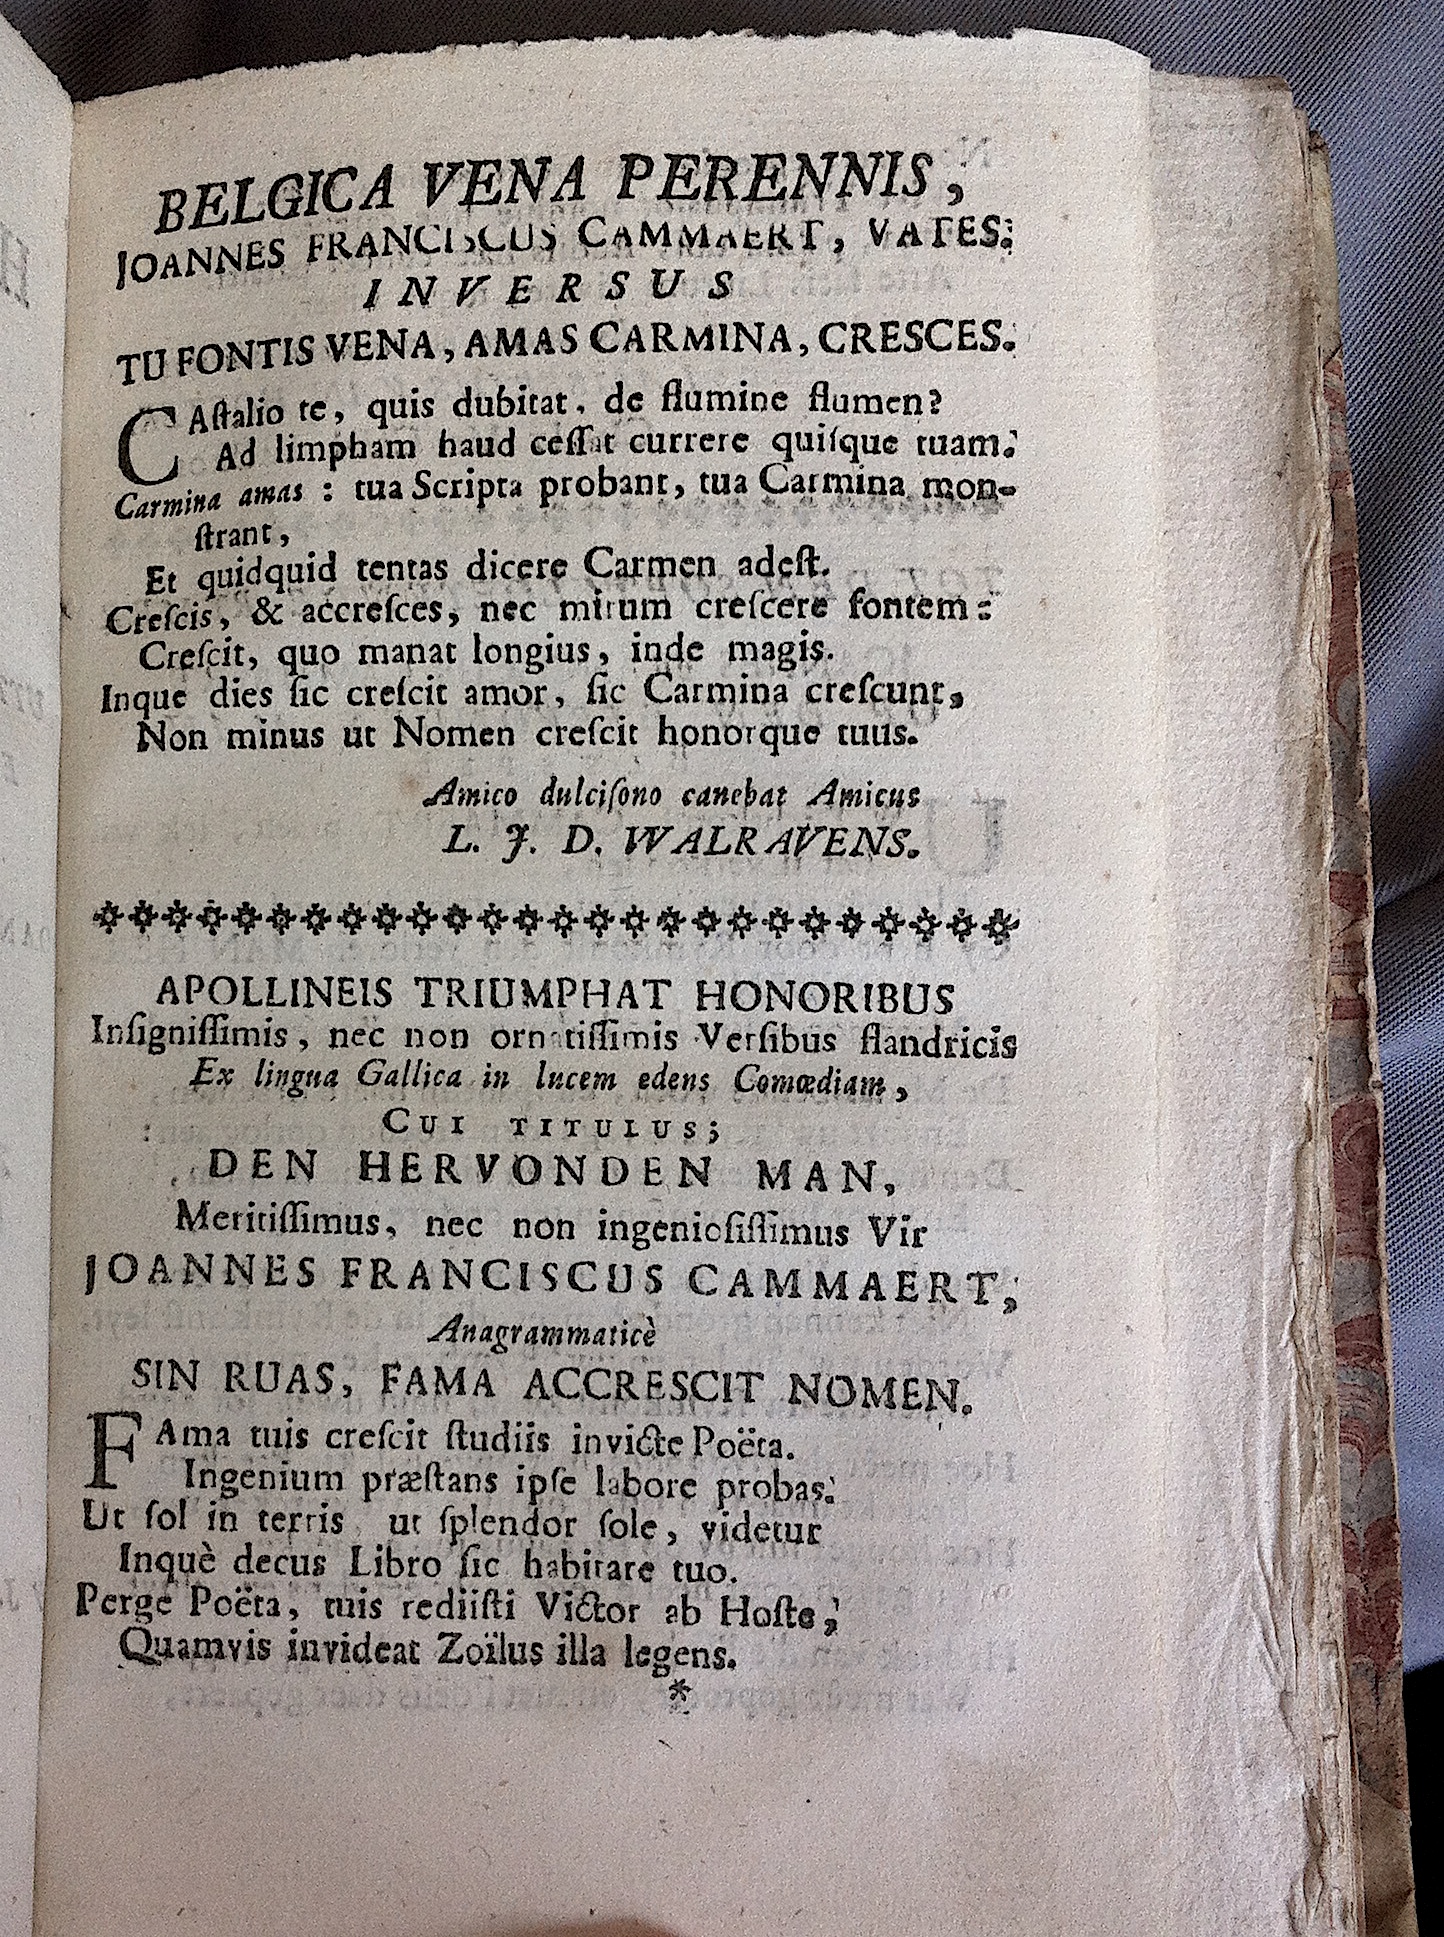 BELGICA VENA PERENNIS,
JOANNES FRANCISCUS CAMMAERT, VATES:
INVERSUS
TU FONTIS VENA, AMAS CARMINA, CRESCES.
CAſtalio te, quis dubitat, de flumine flumen?
Ad limpham haud ceſſat currere quiſque tuam:
Carmina amas : tua Scripta probant, tua Carmina mon-
ſtrant,
Et quidquid tentas dicere Carmen adeſt.
Creſcis, & accreſces, nec mirum creſcere fontem:
Creſcit, quo manat longius, inde magis.
Inque dies ſic creſcit amor, ſic Carmina creſcunt,
Non minus ut Nomen creſcit honorque tuus.
Amico dulciſono canebat Amicus
L. J. D. WALRAVENS.
APOLLINEIS TRIUMPHAT HONORIBUS
Inſigniſſimis, nec non ornatiſſimis Verſibus flandricis
Ex lingua Gallica in lucem edens Comœdiam,
CUI TITULUS;
DEN HERVONDEN MAN,
Meritiſſimus, nec non ingenioſiſſimus Vir
JOANNES FRANCISCUS CAMMAERT,
Anagrammaticè
SIN RUAS, FAMA ACCRESCIT NOMEN.
FAma tuis creſcit ſtudiis invicte Poëta.
Ingenium præſtans ipſe labore probas:
Ut ſol in terris ut ſplendor ſole, videtur
Inquè decus Libro ſic habitare tuo.
Perge Poëta, tuis rediiſti Victor ab Hoſte,
Quamvis invideat Zoïlus illa legens.
*